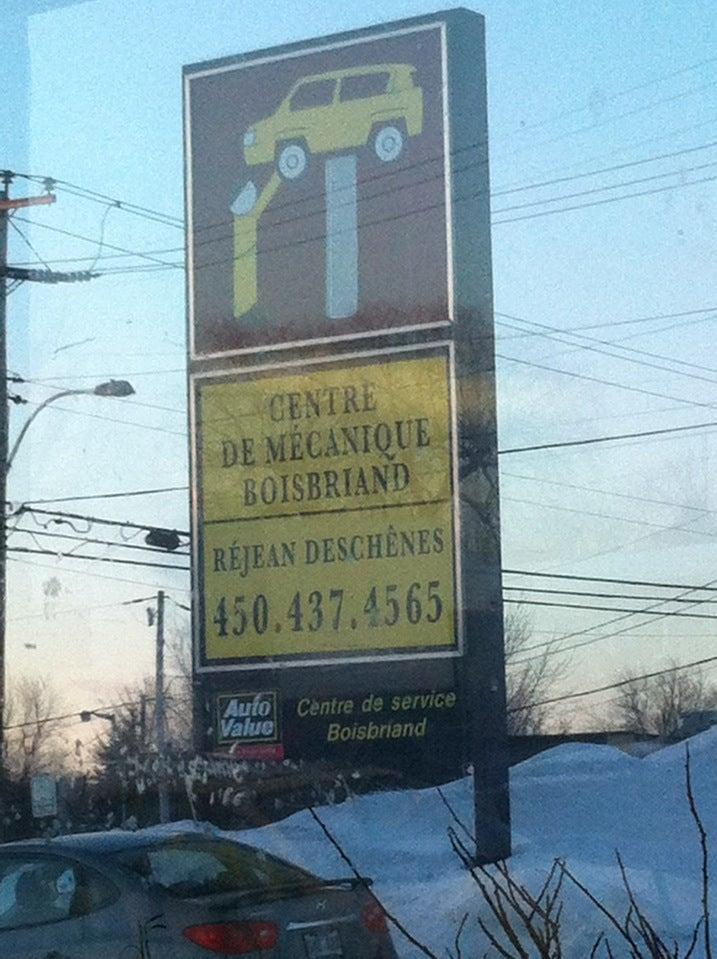 CENTRE
DE MÉCANIQUE
BOISBRIAND
RÉJEAN DESCHÊNES
450.437.4565
Auto
Value
Centre de service
Boisbriand